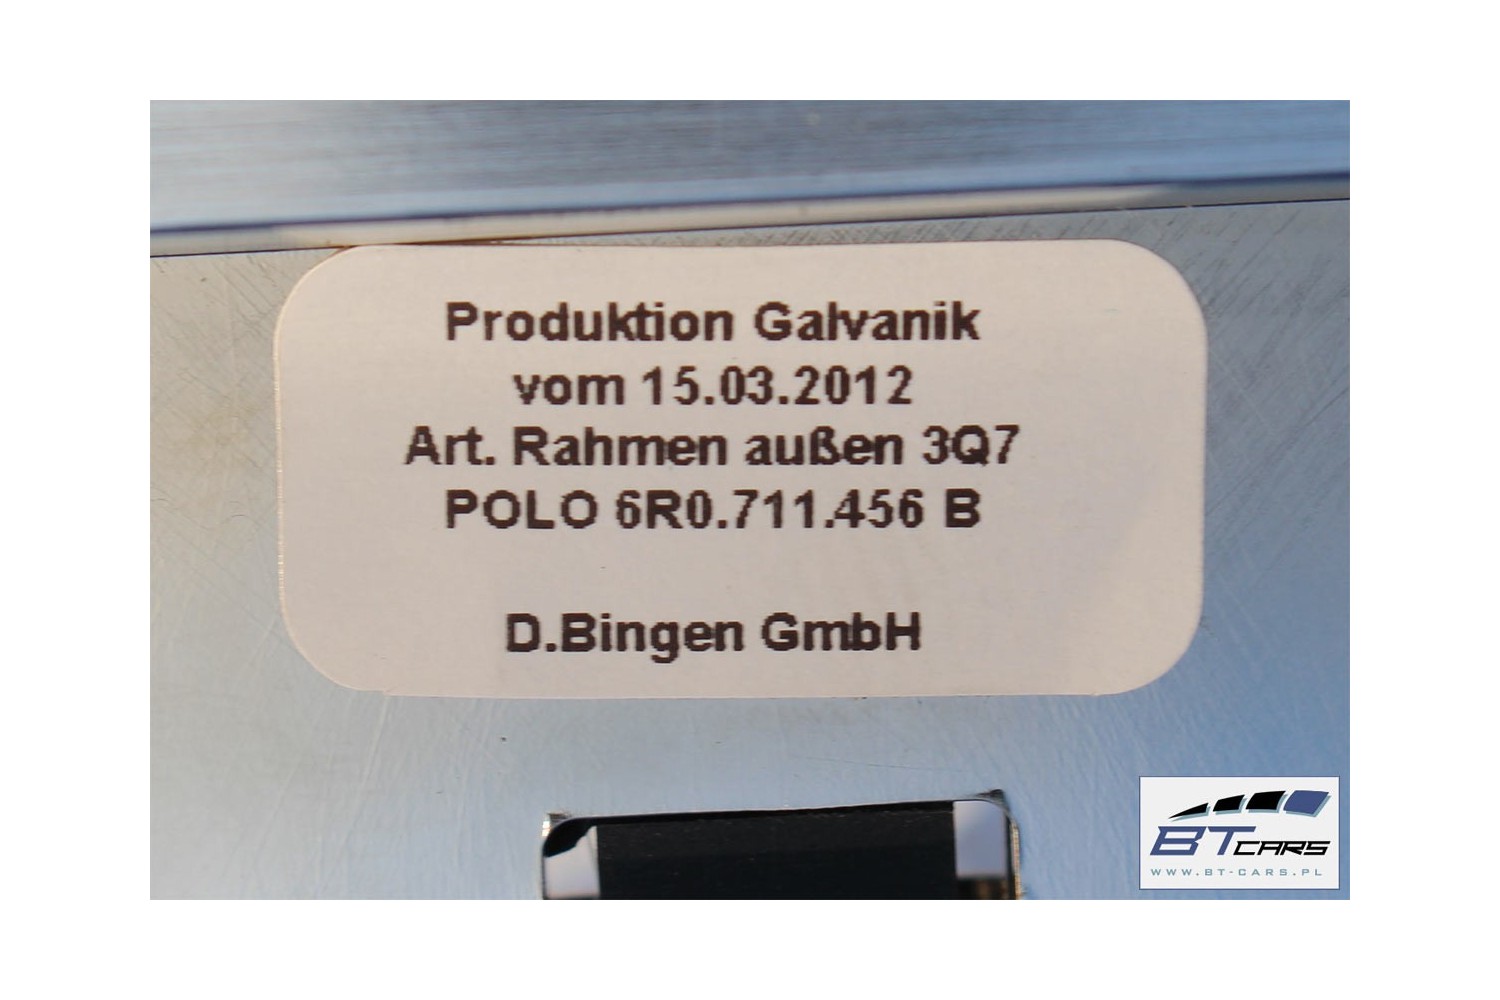 Produktion Galvanik
vom 15.03.2012
Art. Rahmen außen 3Q7
POLO 6R0.711.456 B
D.Bingen GmbH
BT CARS
WWW.BT-CARS.PL